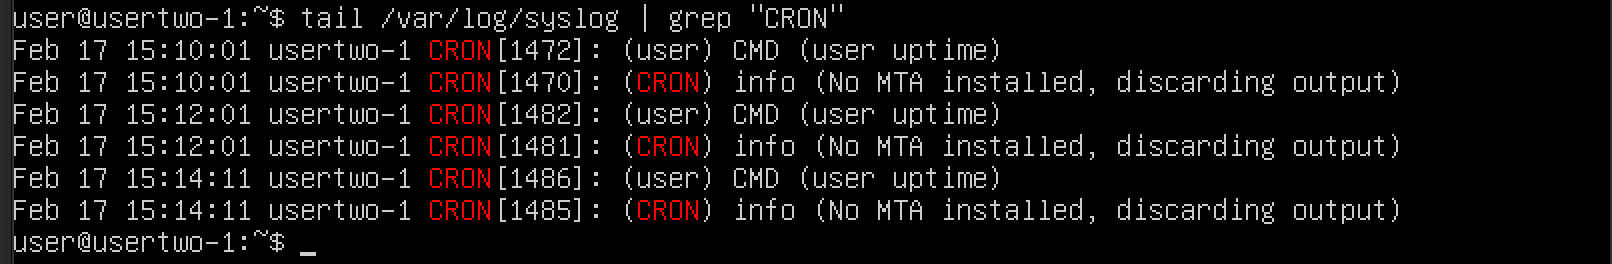 user@usertwo-1:~$ tail /var/log/syslog | grep "CRON"
Feb 17 15:10:01 usertwo-1 CRON[1472]: (user) CMD (user uptime)
Feb 17 15:10:01 usertwo-1 CRON[1470]: (CRON) info (No MTA installed, discarding output)
Feb 17 15:12:01 usertwo-1 CRON[1482]: (user) CMD (user uptime)
Feb 17 15:12:01 usertwo-1 CRON[1481]: (CRON) info (No MTA installed, discarding output)
Feb 17 15:14:11 usertwo-1 CRON[1486]: (user) CMD (user uptime)
Feb 17 15:14:11 usertwo-1 CRON[1485]: (CRON) info (No MTA installed, discarding output)
user@usertwo-1:~$ _